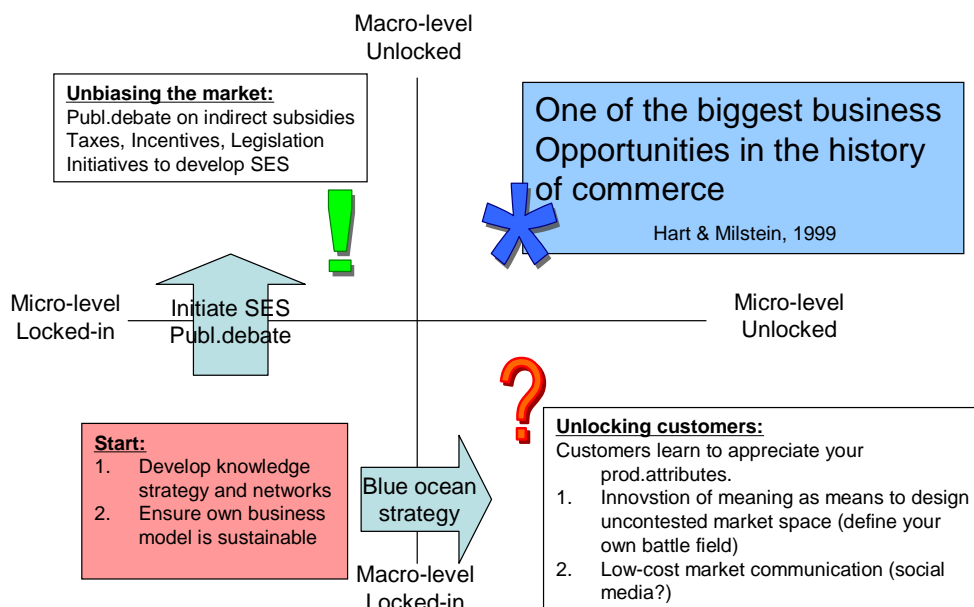 Macro-level
Unlocked
Unbiasing the market:
Publ.debate on indirect subsidies
Taxes, Incentives, Legislation
Initiatives to develop SES
One of the biggest business
Opportunities in the history
of commerce
Hart & Milstein, 1999
!
*
Micro-level
Locked-in
Initiate SES
Publ.debate
Micro-level
Unlocked
?
Start:
1. Develop knowledge
strategy and networks
2. Ensure own business
model is sustainable
Blue ocean
strategy
Unlocking customers:
Customers learn to appreciate your
prod.attributes.
1. Innovstion of meaning as means to design
uncontested market space (define your
own battle field)
2. Low-cost market communication (social
media?)
Macro-level
Locked-in